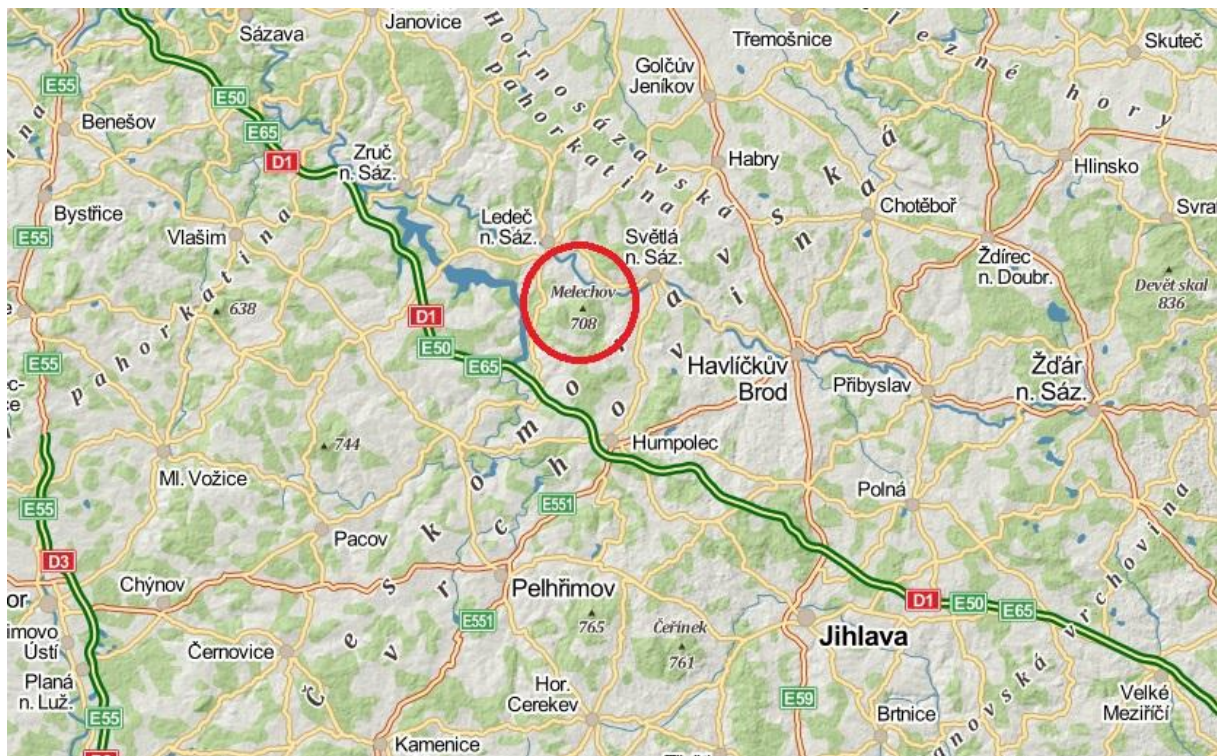 Sázava
Janovice
Třemošnice
Skuteč
Golčův
Jeníkov
E55
E50
E65
Benešov
D1
Zruč
n. Sáz.
Habry
Hlinsko
Hornosázavská
pahorkatina
Železné hory
Bystřice
Vlašim
Ledeč
n. Sáz.
Světlá
n. Sáz.
Chotěboř
E55
Ždírec
n. Doubr.
Devět skal
836
Melechov
708
638
D1
E50
E65
pahorkatina
E55
Havlíčkův
Brod
Přibyslav
Žďár
n. Sáz.
744
Humpolec
Ml. Vožice
Polná
E551
E55
Pacov
D3
Chýnov
Pelhřimov
D1
E50
E65
E551
765
Čeřínek
761
Jihlava
Ústí
Černovice
Planá
n. Luž.
E55
Hor.
Cerekev
E59
Brtnice
Velké
Meziříčí
Kamenice
Českomoravská
vrchovina
vrchovina